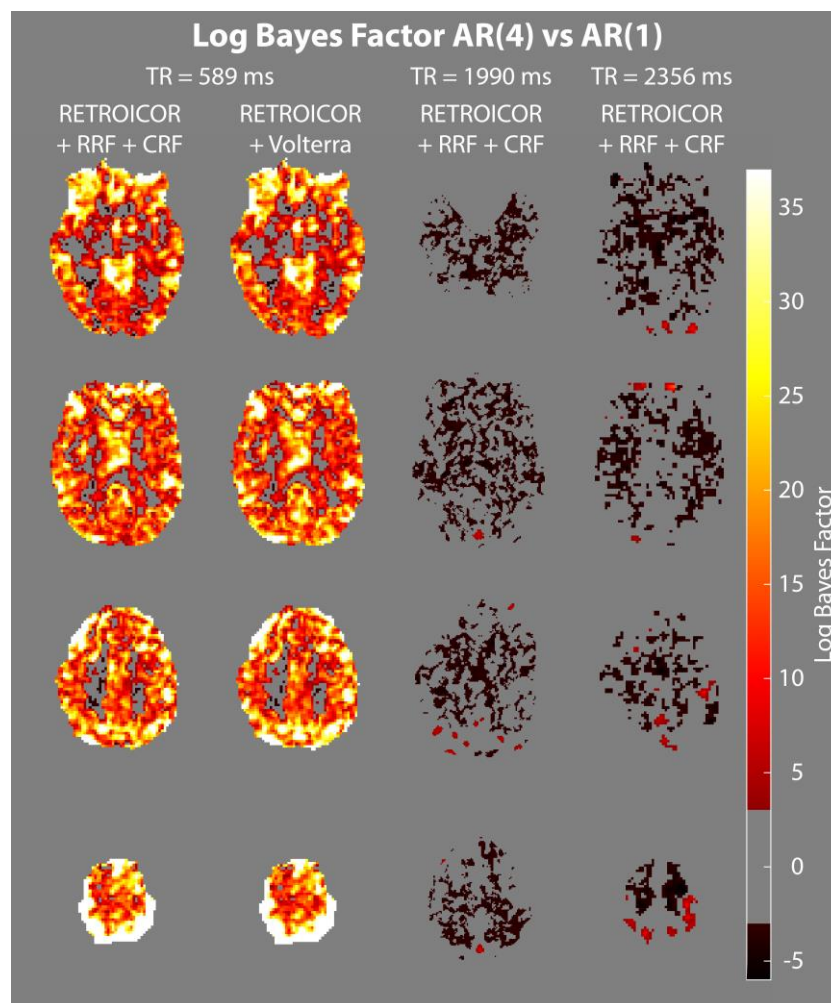 Log Bayes Factor AR(4) vs AR(1)
TR = 589 ms TR = 1990 ms TR = 2356 ms
RETROICOR RETROICOR RETROICOR RETROICOR
+ RRF + CRF + Volterra + RRF + CRF + RRF + CRF
35
30
25
20
15
10
5
0
-5
Log Bayes Factor